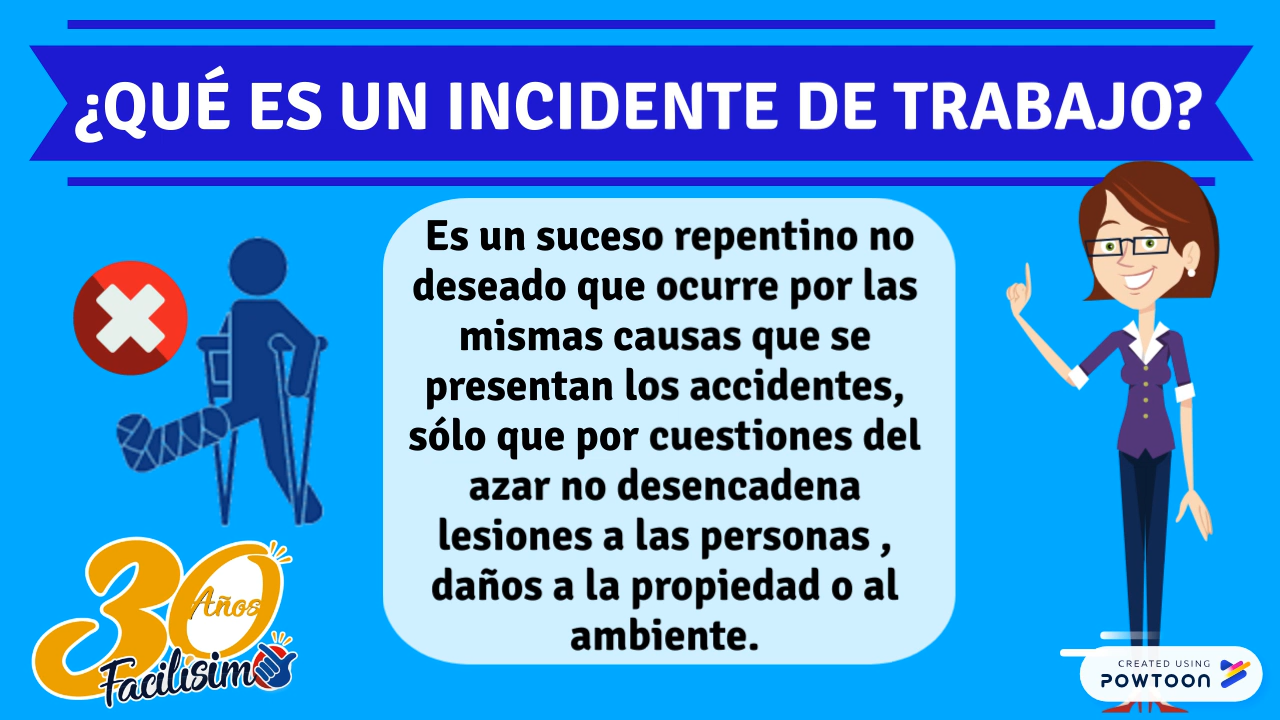 ¿QUÉ ES UN INCIDENTE DE TRABAJO?
Es un suceso repentino no
deseado que ocurre por las
mismas causas que se
presentan los accidentes,
sólo que por cuestiones del
azar no desencadena
lesiones a las personas ,
daños a la propiedad o al
ambiente.
30
Años
Facilísimo
CREATED USING
POWTOON